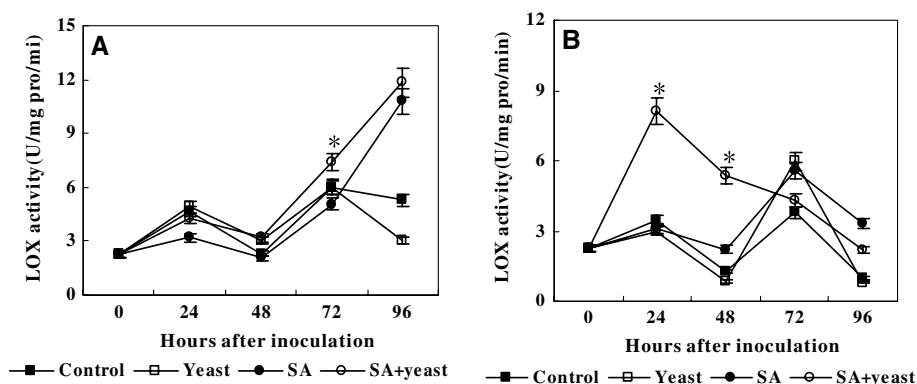 A
LOX activity(U/mg pro/mi)
15
12
9
6
3
0
*
0 24 48 72 96
Hours after inoculation
Control Yeast SA SA+yeast
B
LOX activity(U/mg pro/min)
12
9
6
3
0
*
*
0 24 48 72 96
Hours after inoculation
Control Yeast SA SA+yeast